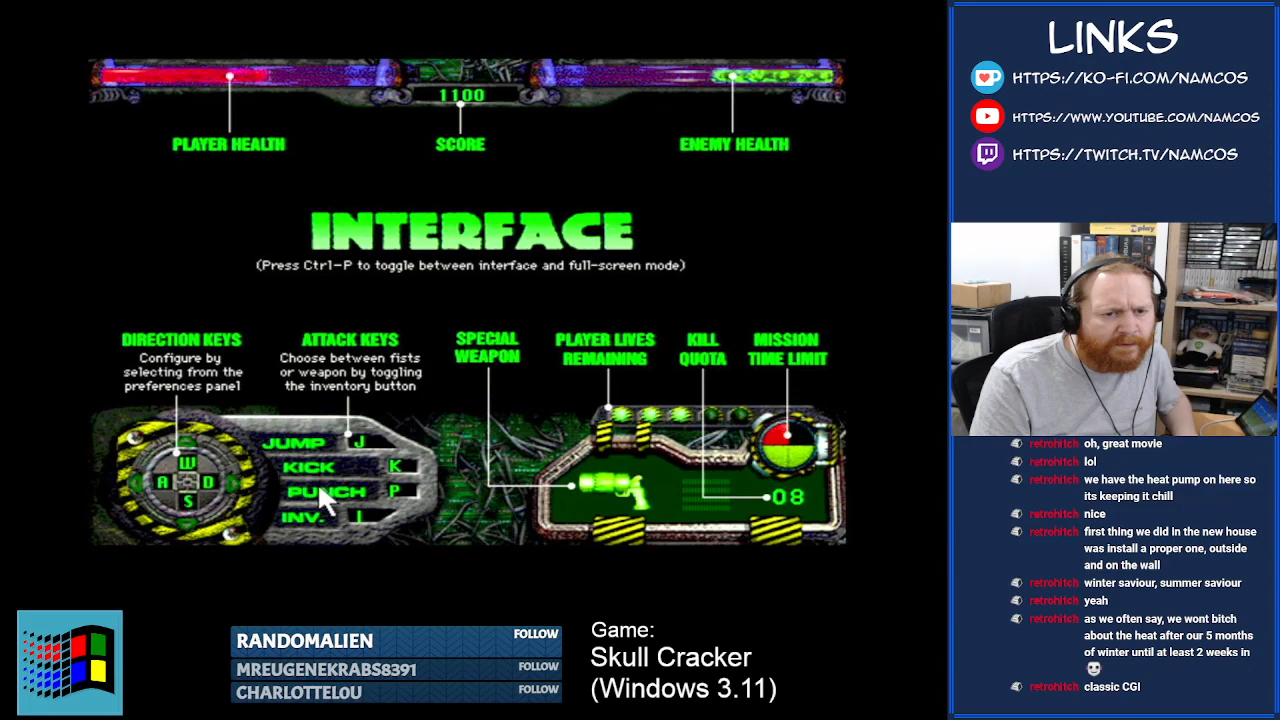 1100
PLAYER HEALTH
SCORE
ENEMY HEALTH
INTERFACE
(Press Ctrl-P to toggle between interface and full-screen mode)
DIRECTION KEYS
Configure by
selecting from the
preferences panel
ATTACK KEYS
Choose between fists
or weapon by toggling
the inventory button
SPECIAL
WEAPON
PLAYER LIVES
REMAINING
KILL
QUOTA
MISSION
TIME LIMIT
W
A D
S
JUMP J
KICK K
PUNCH P
INV. I
08
RANDOMALIEN FOLLOW
MREUGENEKRABS8391 FOLLOW
CHARLOTTELOU FOLLOW
Game:
Skull Cracker
(Windows 3.11)
LINKS
HTTPS://KO-FI.COM/NAMCOS
HTTPS://WWW.YOUTUBE.COM/NAMCOS
HTTPS://TWITCH.TV/NAMCOS
play
retrohitch oh, great movie
retrohitch lol
retrohitch we have the heat pump on here so
its keeping it chill
retrohitch nice
retrohitch first thing we did in the new house
was install a proper one, outside
and on the wall
retrohitch winter saviour, summer saviour
retrohitch yeah
retrohitch as we often say, we wont bitch
about the heat after our 5 months
of winter until at least 2 weeks in
retrohitch classic CGI